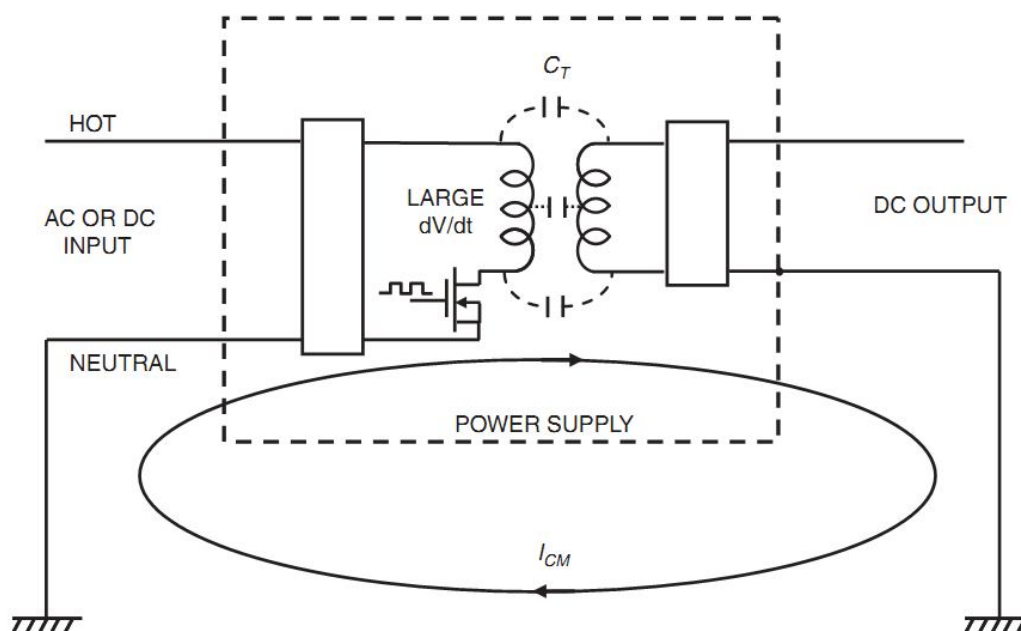 C_T
HOT
LARGE
dV/dt
AC OR DC
INPUT
DC OUTPUT
NEUTRAL
POWER SUPPLY
I_CM